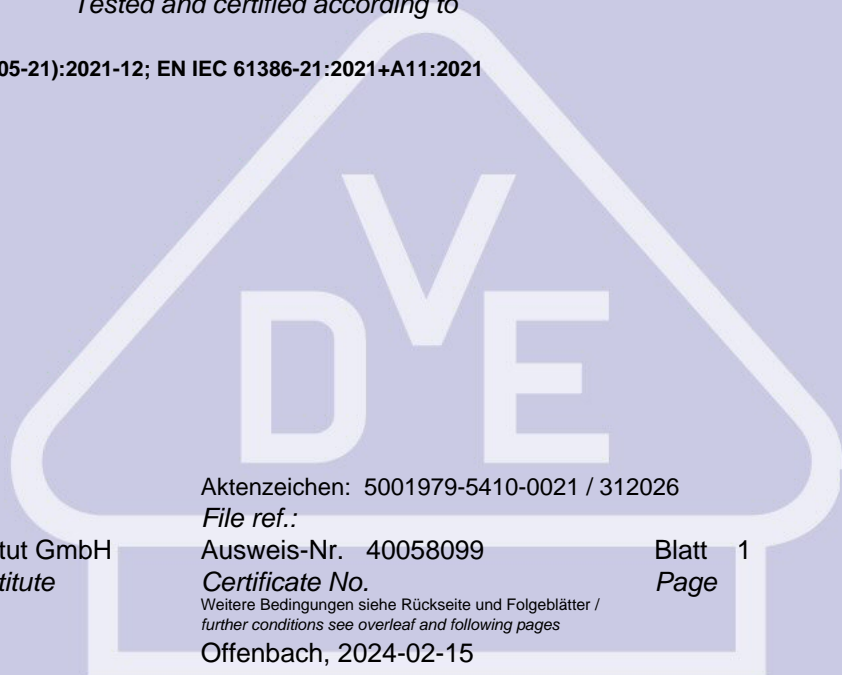 Tested and certified according to
05-21):2021-12; EN IEC 61386-21:2021+A11:2021
VDE
Aktenzeichen: 5001979-5410-0021 / 312026
File ref.:
tut GmbH Ausweis-Nr. 40058099 Blatt 1
titute Certificate No. Page
Weitere Bedingungen siehe Rückseite und Folgeblätter /
further conditions see overleaf and following pages
Offenbach, 2024-02-15